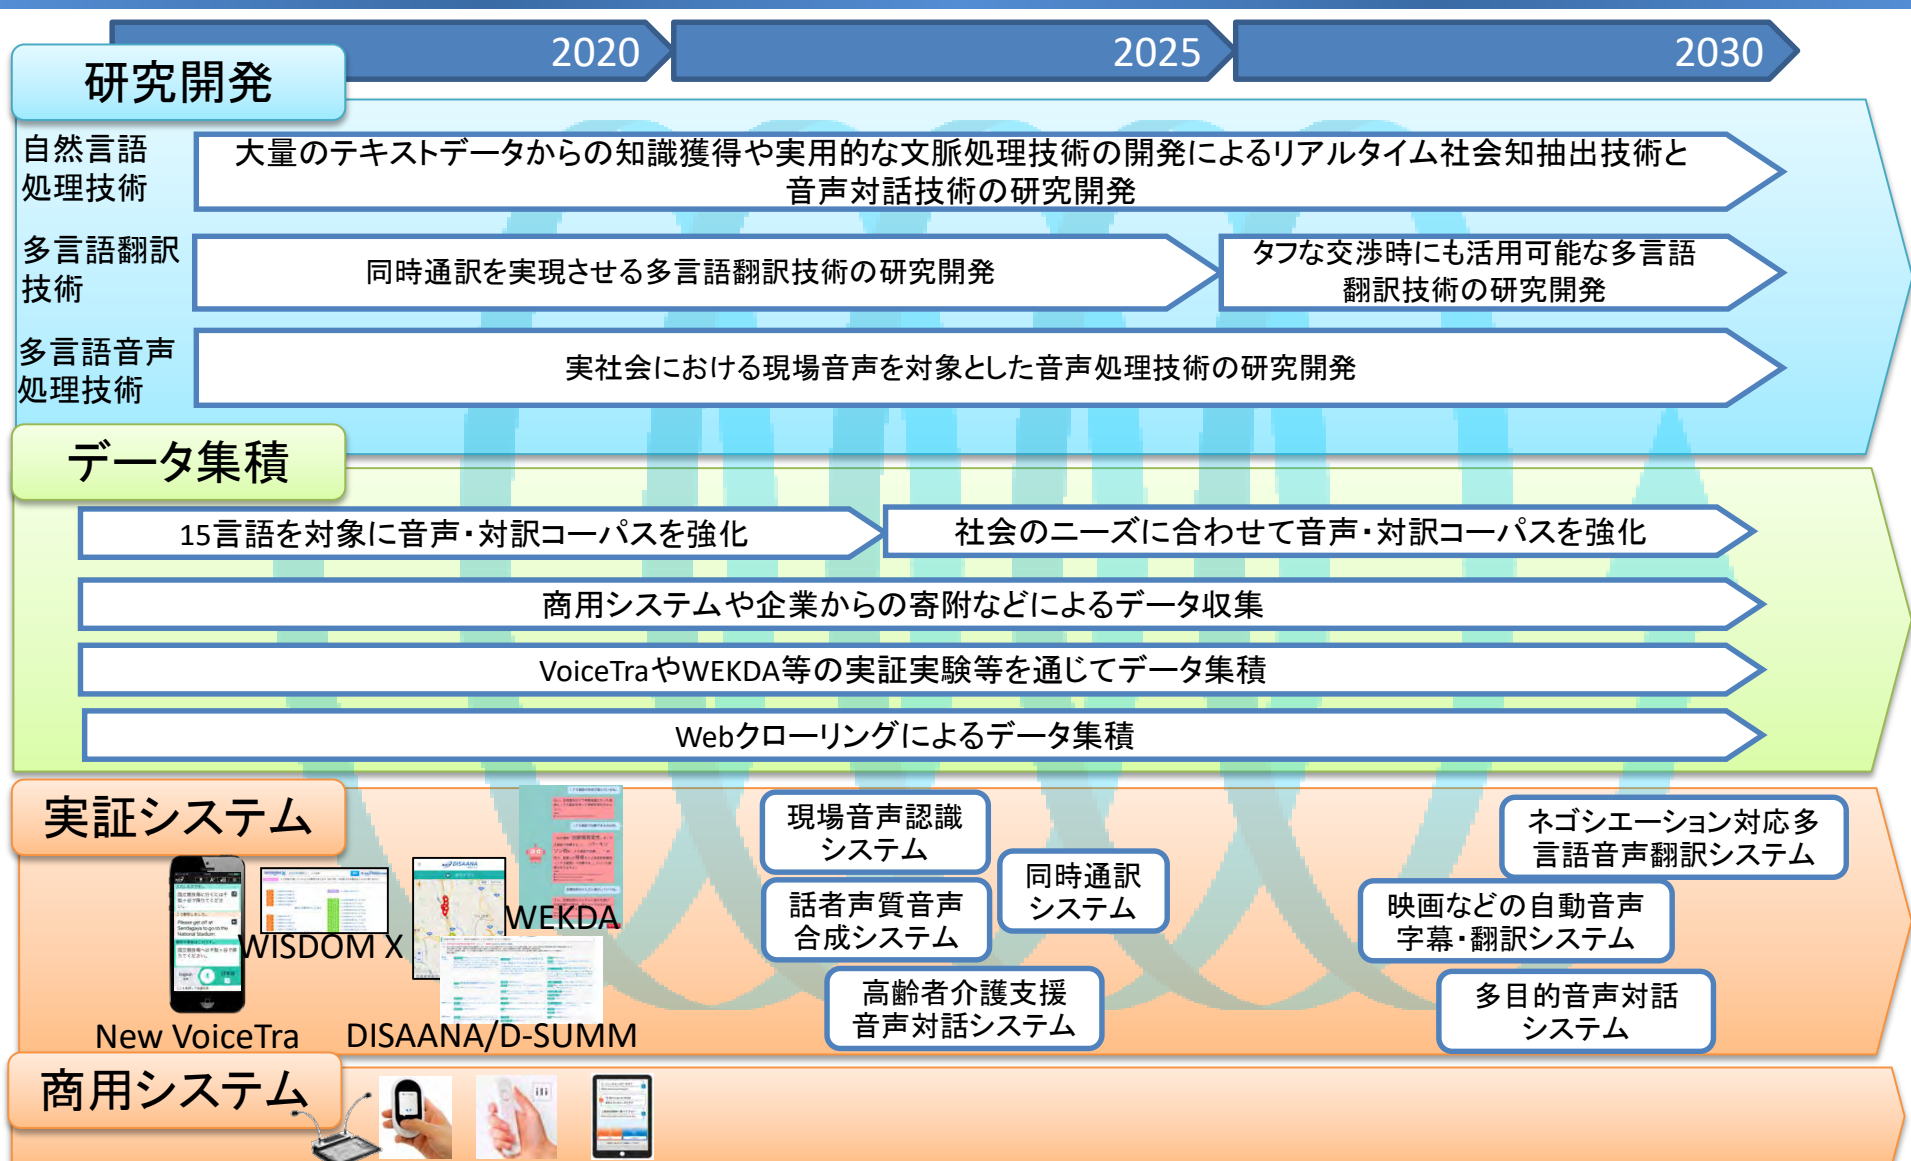 2020
2025
2030
研究開発
自然言語
処理技術
大量のテキストデータからの知識獲得や実用的な文脈処理技術の開発によるリアルタイム社会知抽出技術と
音声対話技術の研究開発
多言語翻訳
技術
同時通訳を実現させる多言語翻訳技術の研究開発
タフな交渉時にも活用可能な多言語
翻訳技術の研究開発
多言語音声
処理技術
実社会における現場音声を対象とした音声処理技術の研究開発
データ集積
15言語を対象に音声・対訳コーパスを強化
社会のニーズに合わせて音声・対訳コーパスを強化
商用システムや企業からの寄附などによるデータ収集
VoiceTraやWEKDA等の実証実験等を通じてデータ集積
Webクローリングによるデータ集積
実証システム
Please get off at
Sendagaya to go to the
National Stadium.
English
日本語
New VoiceTra
WISDOM X
DISAANA
DISAANA/D-SUMM
WEKDA
現場音声認識
システム
話者声質音声
合成システム
同時通訳
システム
高齢者介護支援
音声対話システム
ネゴシエーション対応多
言語音声翻訳システム
映画などの自動音声
字幕・翻訳システム
多目的音声対話
システム
商用システム